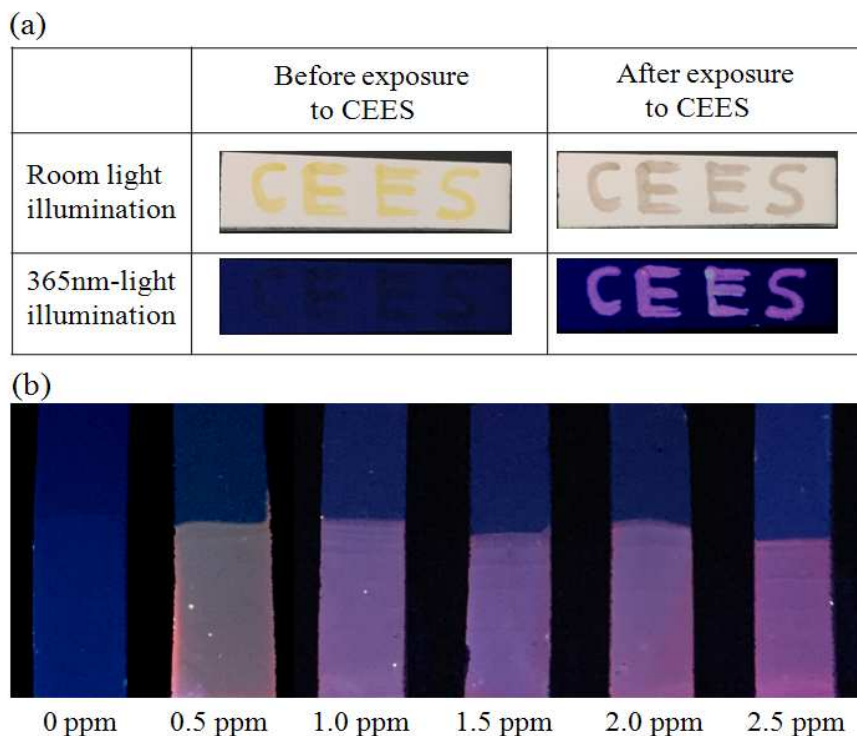 (a)
Before exposure
to CEES
After exposure
to CEES
Room light
illumination
CEES
CEES
365nm-light
illumination
CEES
CEES
(b)
0 ppm
0.5 ppm
1.0 ppm
1.5 ppm
2.0 ppm
2.5 ppm